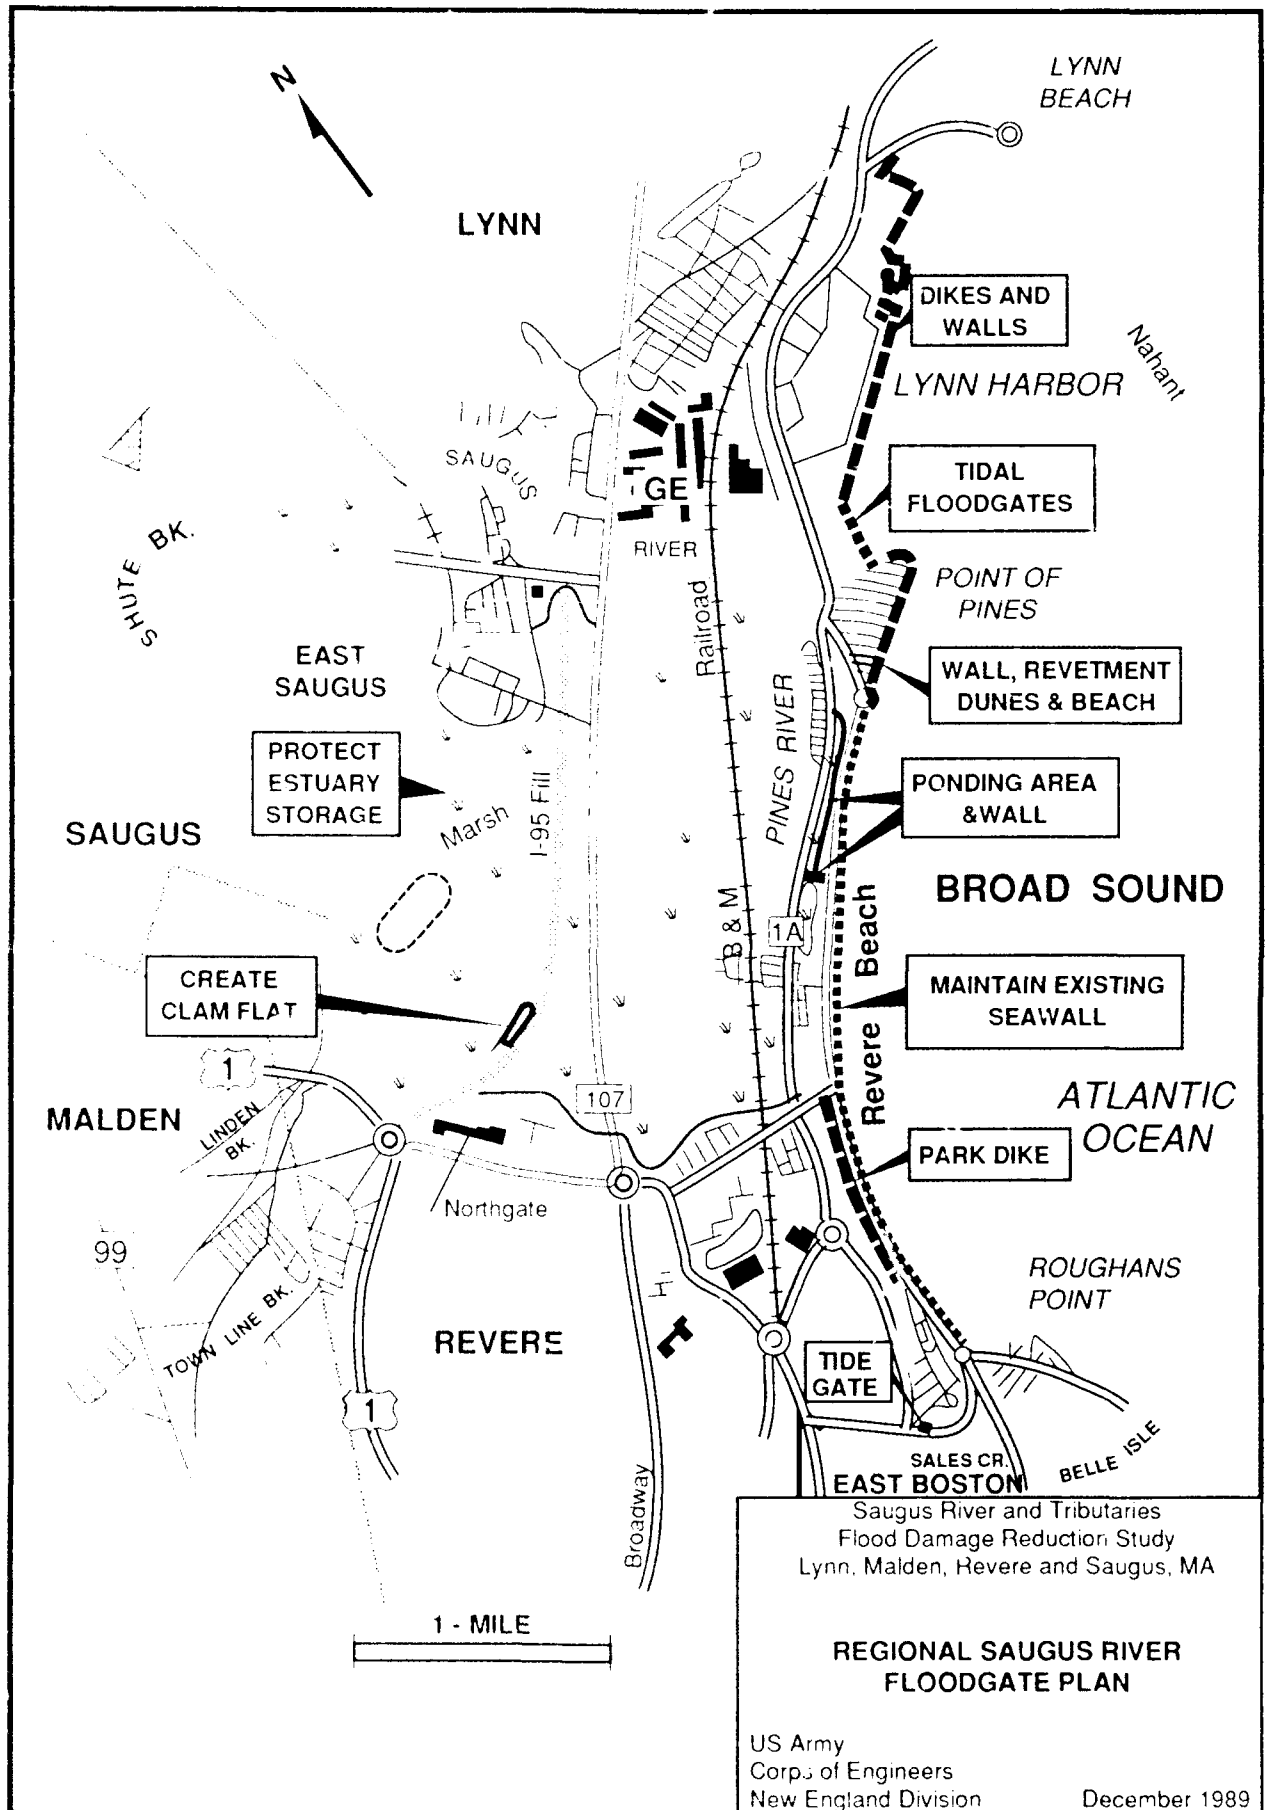 N
LYNN
BEACH
LYNN
DIKES AND
WALLS
Nahant
LYNN HARBOR
SAUGUS
GE
TIDAL
FLOODGATES
RIVER
SHUTE BK.
POINT OF
PINES
Railroad
EAST
SAUGUS
WALL, REVETMENT
DUNES & BEACH
PINES RIVER
PROTECT
ESTUARY
STORAGE
I-95 Fill
Marsh
PONDING AREA
&WALL
SAUGUS
BROAD SOUND
B & M
1A
Revere Beach
CREATE
CLAM FLAT
MAINTAIN EXISTING
SEAWALL
1
107
MALDEN
LINDEN
BK.
ATLANTIC
OCEAN
PARK DIKE
Northgate
99
TOWN LINE BK.
ROUGHANS
POINT
REVERE
TIDE
GATE
1
SALES CR.
EAST BOSTON
BELLE ISLE
Broadway
1 - MILE
Saugus River and Tributaries
Flood Damage Reduction Study
Lynn, Malden, Revere and Saugus, MA
REGIONAL SAUGUS RIVER
FLOODGATE PLAN
US Army
Corps of Engineers
New England Division December 1989